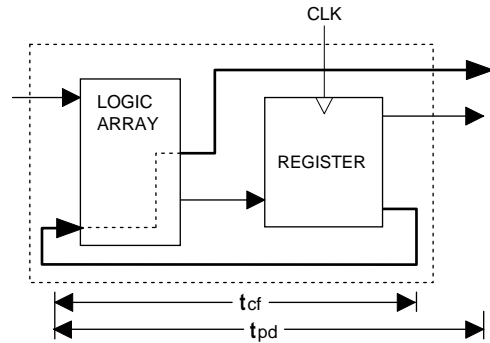 CLK
LOGIC
ARRAY
REGISTER
tcf
tpd